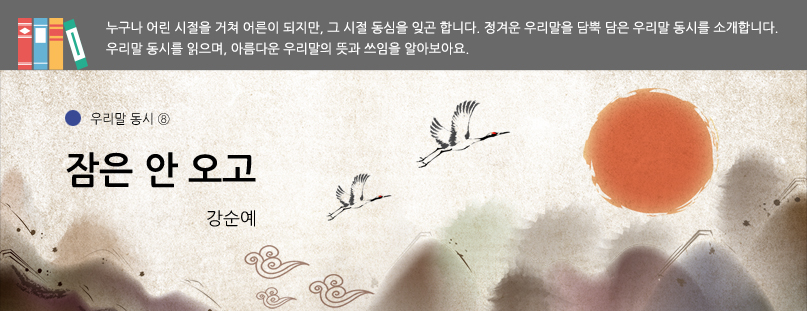 누구나 어린 시절을 거쳐 어른이 되지만, 그 시절 동심을 잊곤 합니다. 정겨운 우리말을 담뿍 담은 우리말 동시를 소개합니다.
우리말 동시를 읽으며, 아름다운 우리말의 뜻과 쓰임을 알아보아요.
우리말 동시 ⑧
잠은 안 오고
강순예